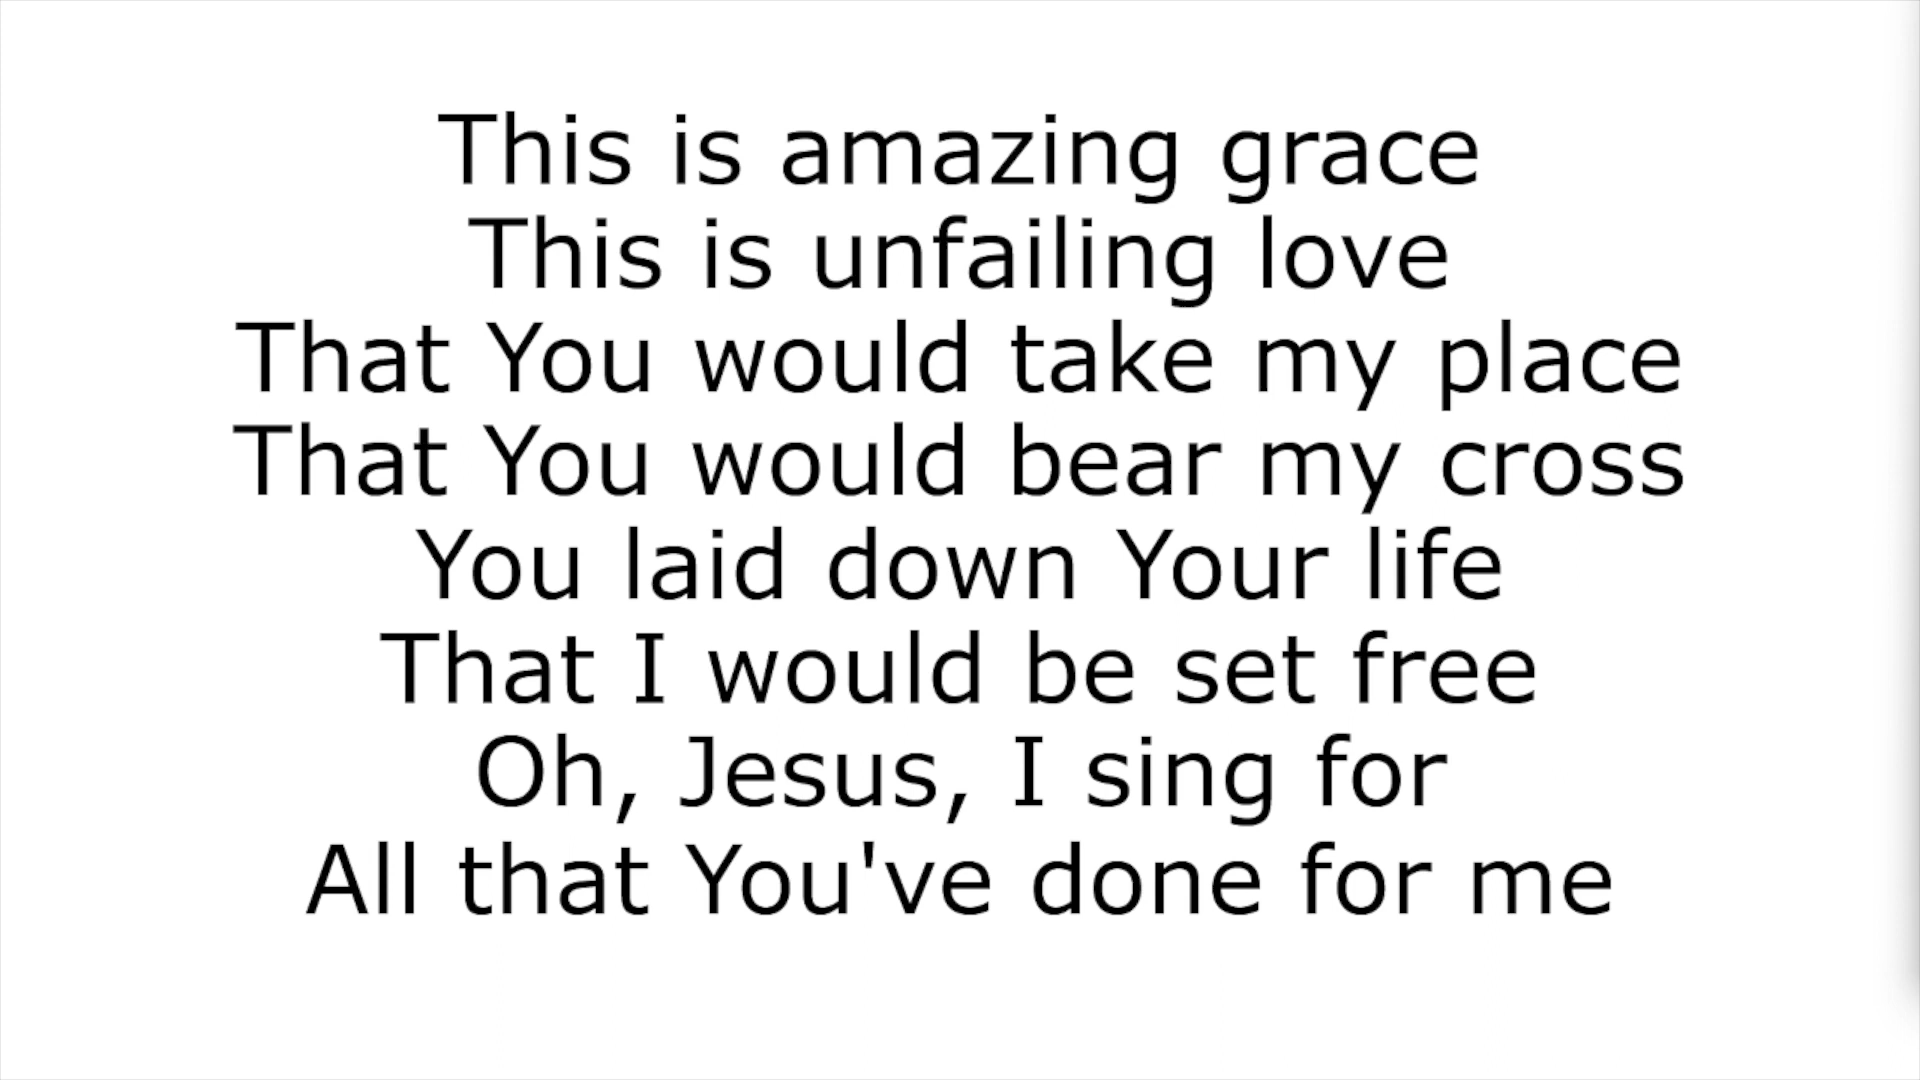 This is amazing grace
This is unfailing love
That You would take my place
That You would bear my cross
You laid down Your life
That I would be set free
Oh, Jesus, I sing for
All that You've done for me